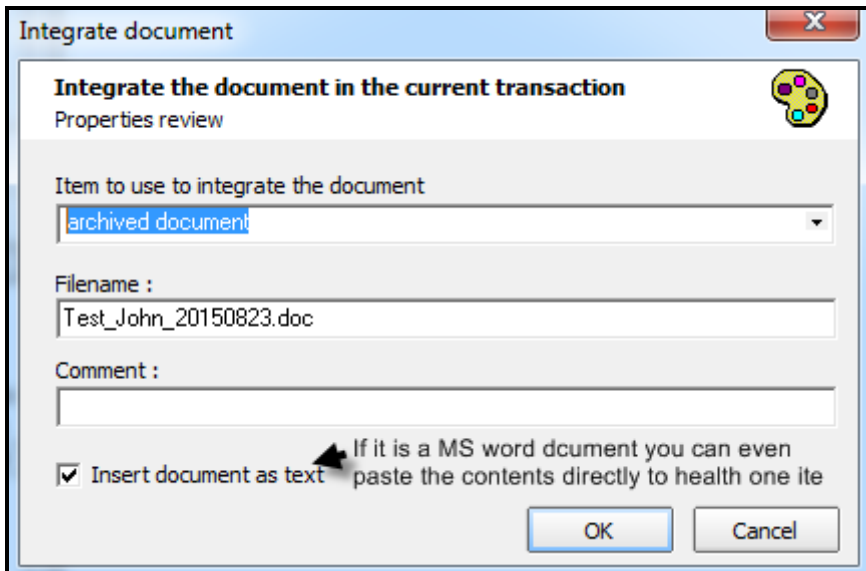 Integrate document
Integrate the document in the current transaction
Properties review
Item to use to integrate the document
archived document
Filename :
Test_John_20150823.doc
Comment :
If it is a MS word dcument you can even
Insert document as text paste the contents directly to health one ite
OK Cancel